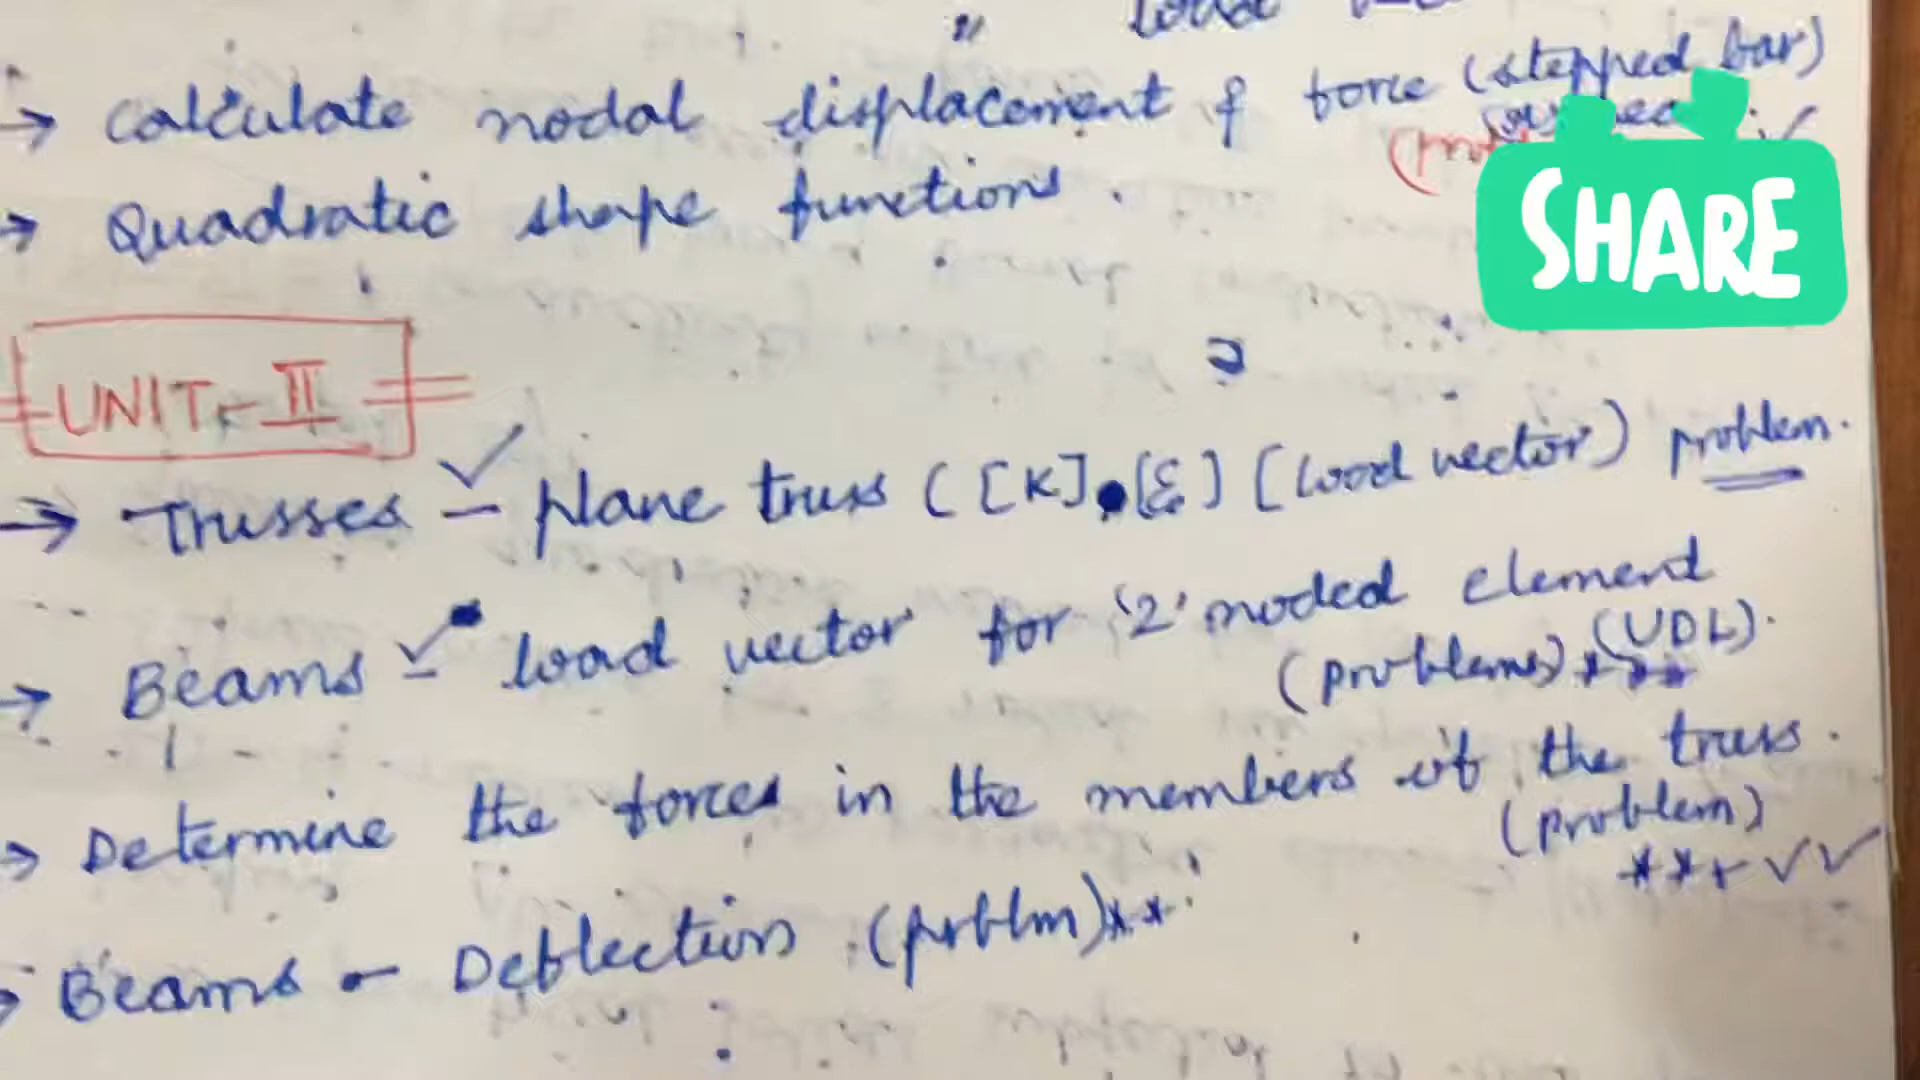 " load
→ Calculate nodal displacement & force (stepped bar)
→ Quadratic shape functions.
SHARE
UNIT - II
→ Trusses - plane truss ([K].[ε] [load vector) problem.
→ Beams - load vector for '2' noded element
(problems) *** (UDL).
→ Determine the forces in the members of the truss.
(problem)
*** ✓✓
→ Beams - Deflection (problm)**